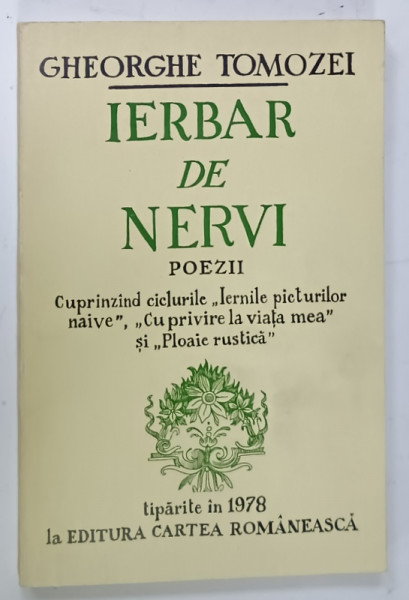 GHEORGHE TOMOZEI
IERBAR
DE
NERVI
POEZII
Cuprinzînd ciclurile „Iernile picturilor
naive”, „Cu privire la viața mea”
și „Ploaie rustică”
tipărite în 1978
la EDITURA CARTEA ROMÂNEASCĂ